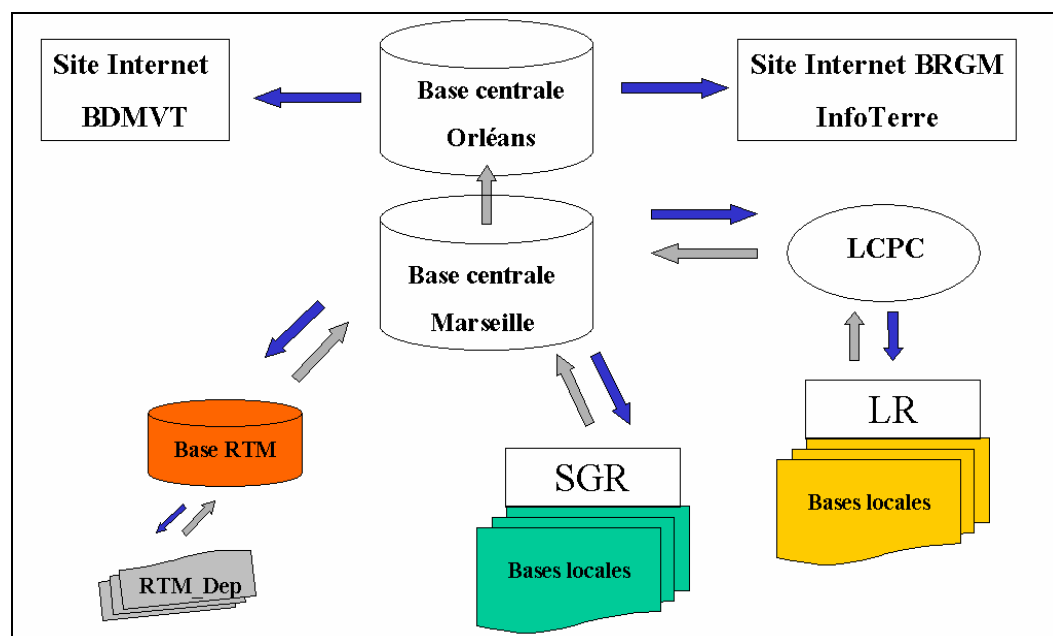 Site Internet
BDMVT
Base centrale
Orléans
Site Internet BRGM
InfoTerre
Base centrale
Marseille
LCPC
Base RTM
RTM_Dep
SGR
Bases locales
LR
Bases locales